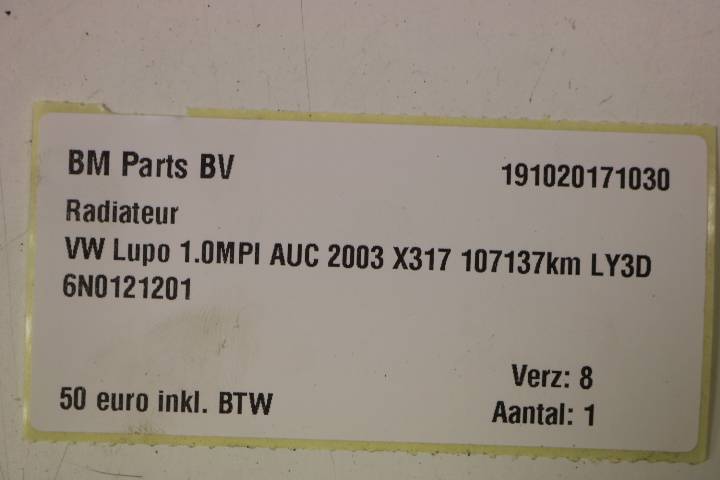 BM Parts BV
191020171030
Radiateur
VW Lupo 1.0MPI AUC 2003 X317 107137km LY3D
6N0121201
Verz: 8
50 euro inkl. BTW
Aantal: 1